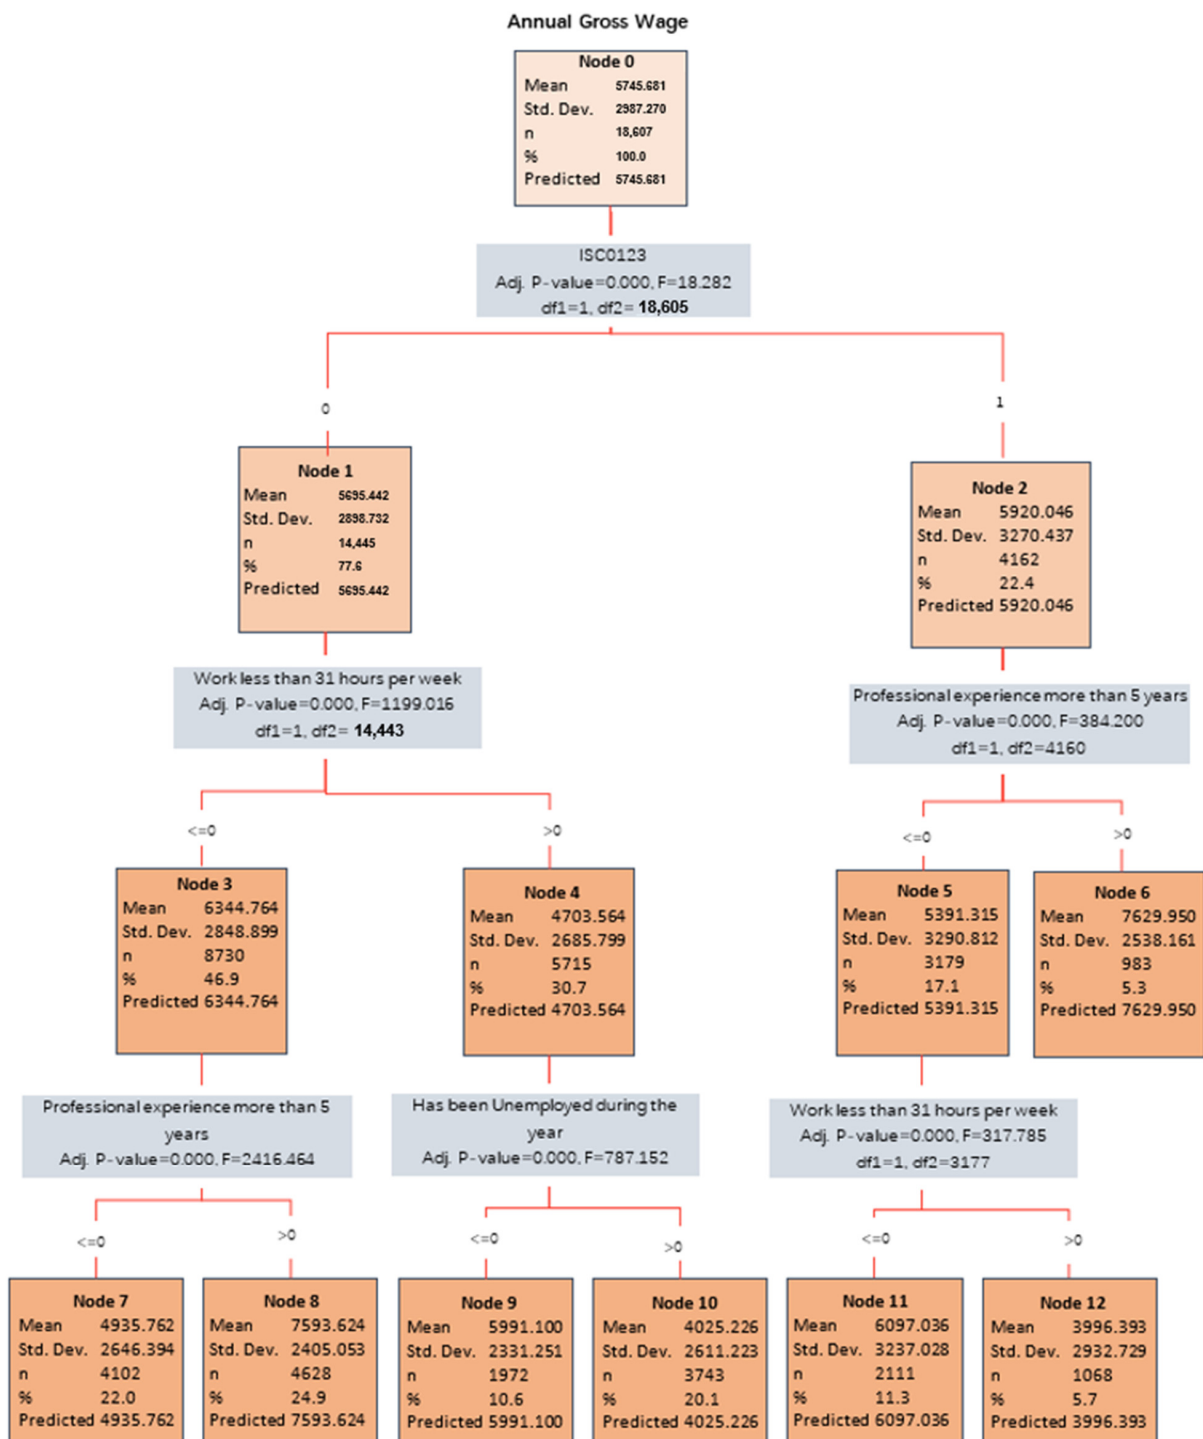 Annual Gross Wage
Node 0
Mean 5745.681
Std. Dev. 2987.270
n 18,607
% 100.0
Predicted 5745.681
ISCO123
Adj. P-value=0.000, F=18.282
df1=1, df2= 18,605
0
1
Node 1
Mean 5695.442
Std. Dev. 2898.732
n 14,445
% 77.6
Predicted 5695.442
Node 2
Mean 5920.046
Std. Dev. 3270.437
n 4162
% 22.4
Predicted 5920.046
Work less than 31 hours per week
Adj. P-value=0.000, F=1199.016
df1=1, df2= 14,443
Professional experience more than 5 years
Adj. P-value=0.000, F=384.200
df1=1, df2=4160
<=0
>0
<=0
>0
Node 3
Mean 6344.764
Std. Dev. 2848.899
n 8730
% 46.9
Predicted 6344.764
Node 4
Mean 4703.564
Std. Dev. 2685.799
n 5715
% 30.7
Predicted 4703.564
Node 5
Mean 5391.315
Std. Dev. 3290.812
n 3179
% 17.1
Predicted 5391.315
Node 6
Mean 7629.950
Std. Dev. 2538.161
n 983
% 5.3
Predicted 7629.950
Professional experience more than 5
years
Adj. P-value=0.000, F=2416.464
Has been Unemployed during the
year
Adj. P-value=0.000, F=787.152
Work less than 31 hours per week
Adj. P-value=0.000, F=317.785
df1=1, df2=3177
<=0
>0
<=0
>0
<=0
>0
Node 7
Mean 4935.762
Std. Dev. 2646.394
n 4102
% 22.0
Predicted 4935.762
Node 8
Mean 7593.624
Std. Dev. 2405.053
n 4628
% 24.9
Predicted 7593.624
Node 9
Mean 5991.100
Std. Dev. 2331.251
n 1972
% 10.6
Predicted 5991.100
Node 10
Mean 4025.226
Std. Dev. 2611.223
n 3743
% 20.1
Predicted 4025.226
Node 11
Mean 6097.036
Std. Dev. 3237.028
n 2111
% 11.3
Predicted 6097.036
Node 12
Mean 3996.393
Std. Dev. 2932.729
n 1068
% 5.7
Predicted 3996.393